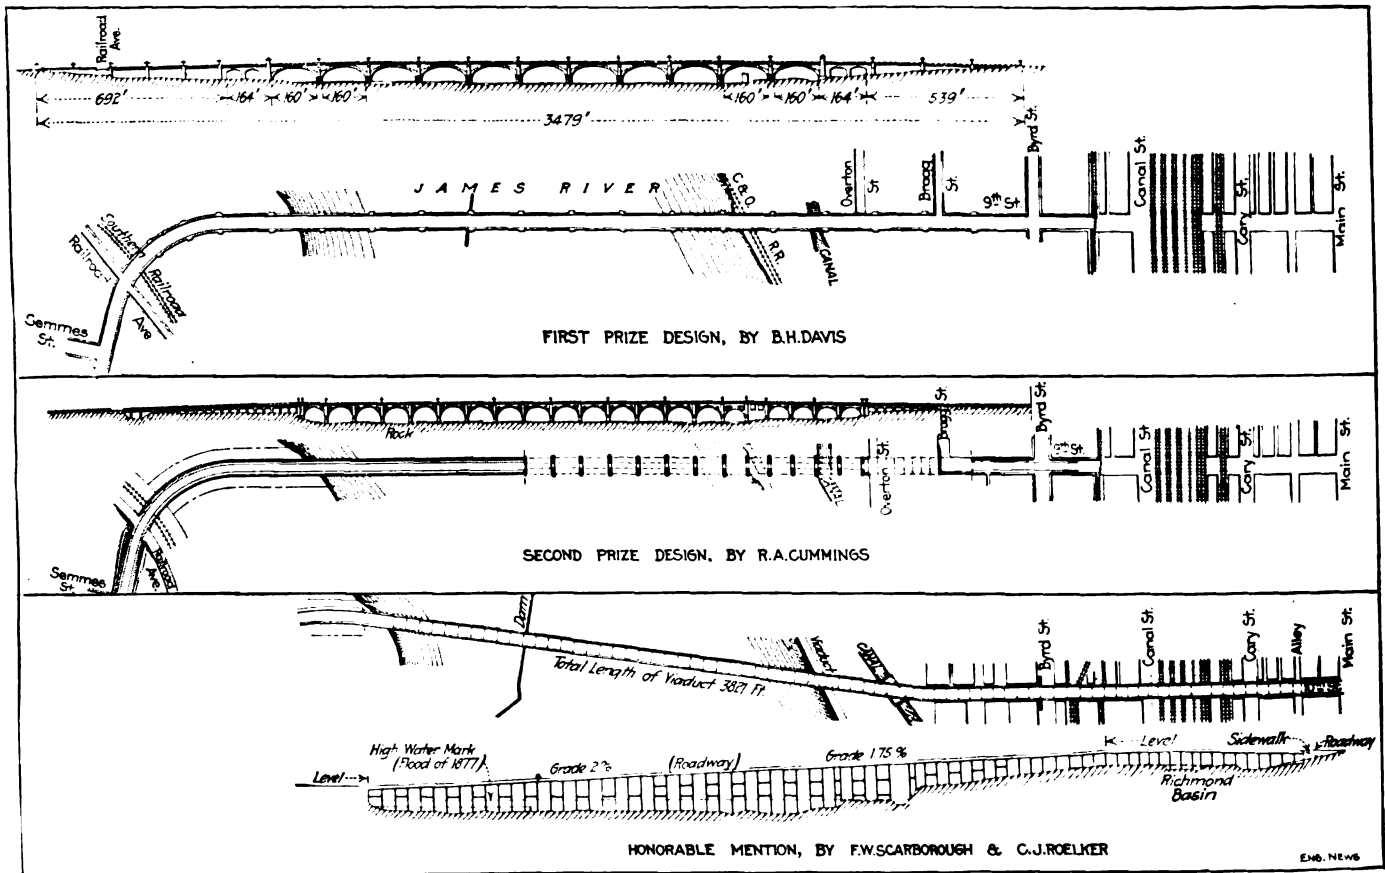 Railroad
Ave.
692'
164'
160'
160'
160'
160'
164'
539'
3479'
Byrd St.
JAMES RIVER
C. & O.
R.R.
CANAL
Overton
St
Bragg
St.
9th St
Canal St.
Cary St.
Main St.
Southern
Railroad
Railroad
Ave
Semmes
St.
FIRST PRIZE DESIGN, BY B.H.DAVIS
Rock
Bragg St.
Byrd St.
Overton St.
9th St.
Canal St
Cary St.
Main St.
Railroad
Ave.
Semmes
St.
SECOND PRIZE DESIGN, BY R.A.CUMMINGS
Dam
Total Length of Viaduct 3821 Ft.
Viaduct
Byrd St.
Canal St.
Cary St.
Alley
Main St.
High Water Mark
(Flood of 1877)
Level
Grade 2%
(Roadway)
Grade 1.75 %
Level
Sidewalk
Roadway
Richmond
Basin
HONORABLE MENTION, BY F.W.SCARBOROUGH & C.J.ROELKER
ENG. NEWS